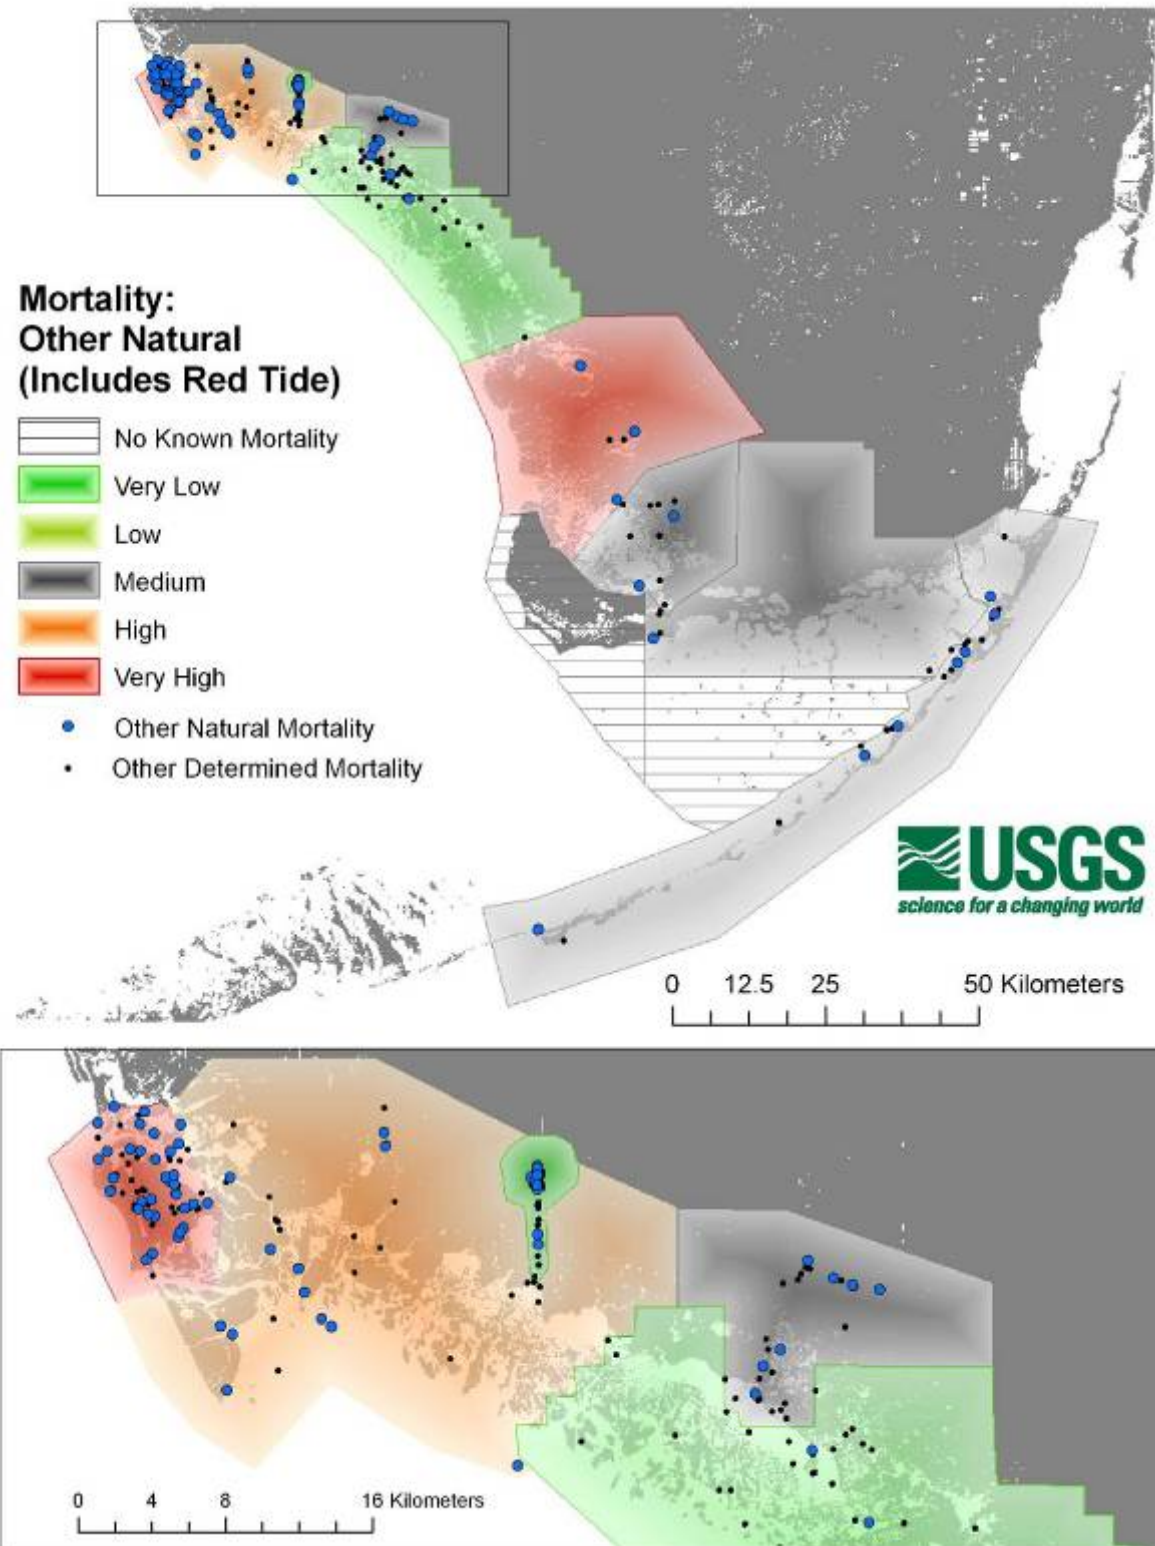 Mortality:
Other Natural
(Includes Red Tide)
No Known Mortality
Very Low
Low
Medium
High
Very High
Other Natural Mortality
Other Determined Mortality
USGS
science for a changing world
0 12.5 25 50 Kilometers
0 4 8 16 Kilometers